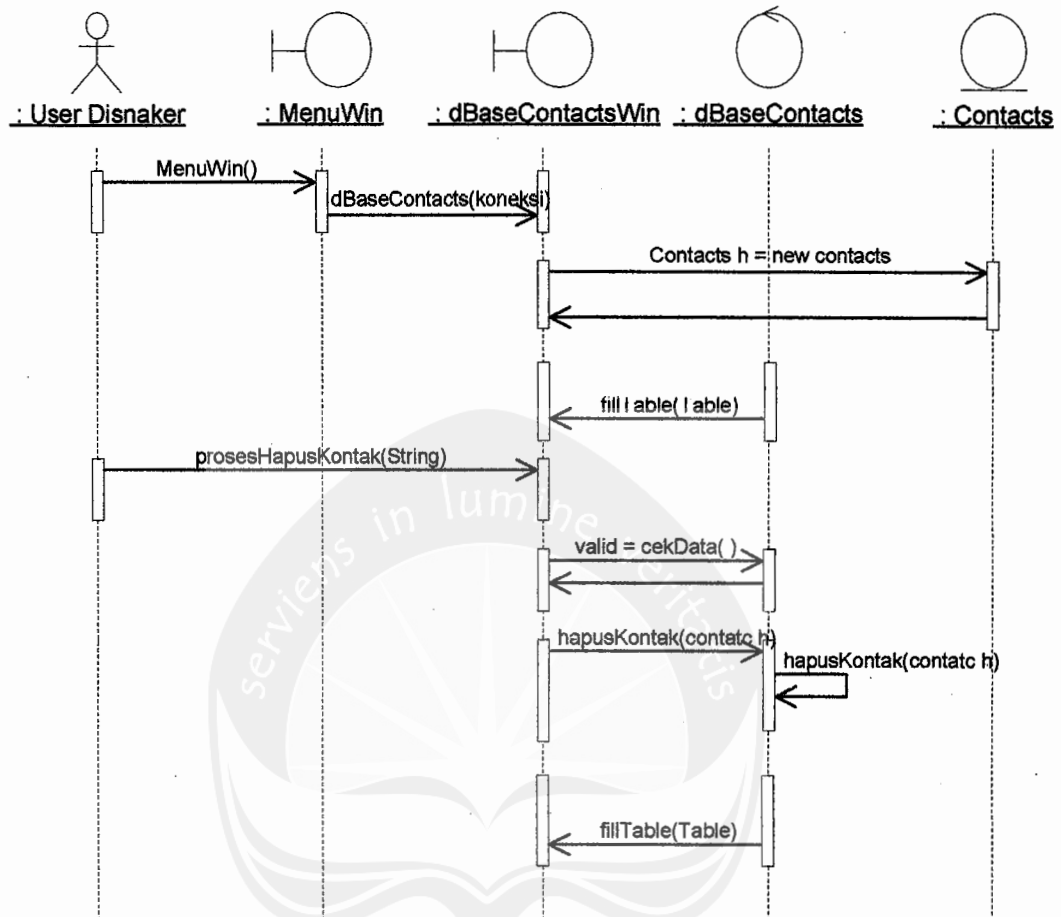 : User Disnaker
: MenuWin
: dBaseContactsWin
: dBaseContacts
: Contacts
MenuWin()
dBaseContacts(koneksi)
Contacts h = new contacts
fillTable(Table)
prosesHapusKontak(String)
valid = cekData( )
hapusKontak(contatc h)
hapusKontak(contatc h)
fillTable(Table)
serviens in lumine veritatis